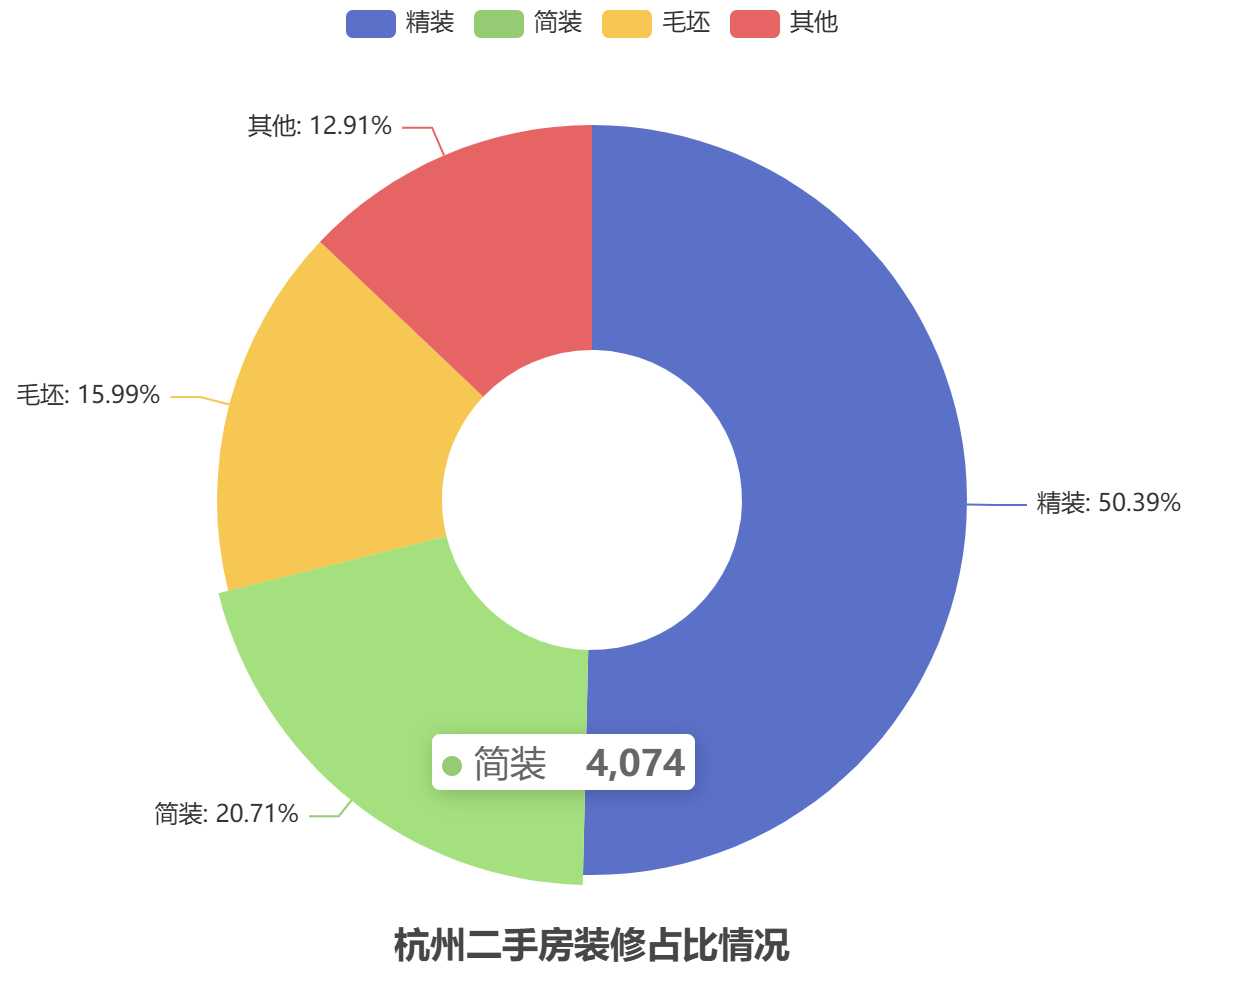 精装 简装 毛坯 其他
其他: 12.91%
毛坯: 15.99%
精装: 50.39%
简装 4,074
简装: 20.71%
杭州二手房装修占比情况